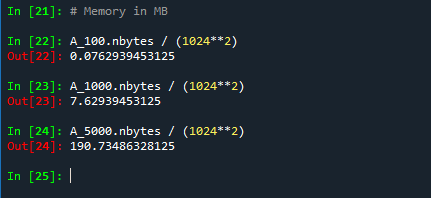 In [21]: # Memory in MB
In [22]: A_100.nbytes / (1024**2)
Out[22]: 0.0762939453125
In [23]: A_1000.nbytes / (1024**2)
Out[23]: 7.62939453125
In [24]: A_5000.nbytes / (1024**2)
Out[24]: 190.73486328125
In [25]: